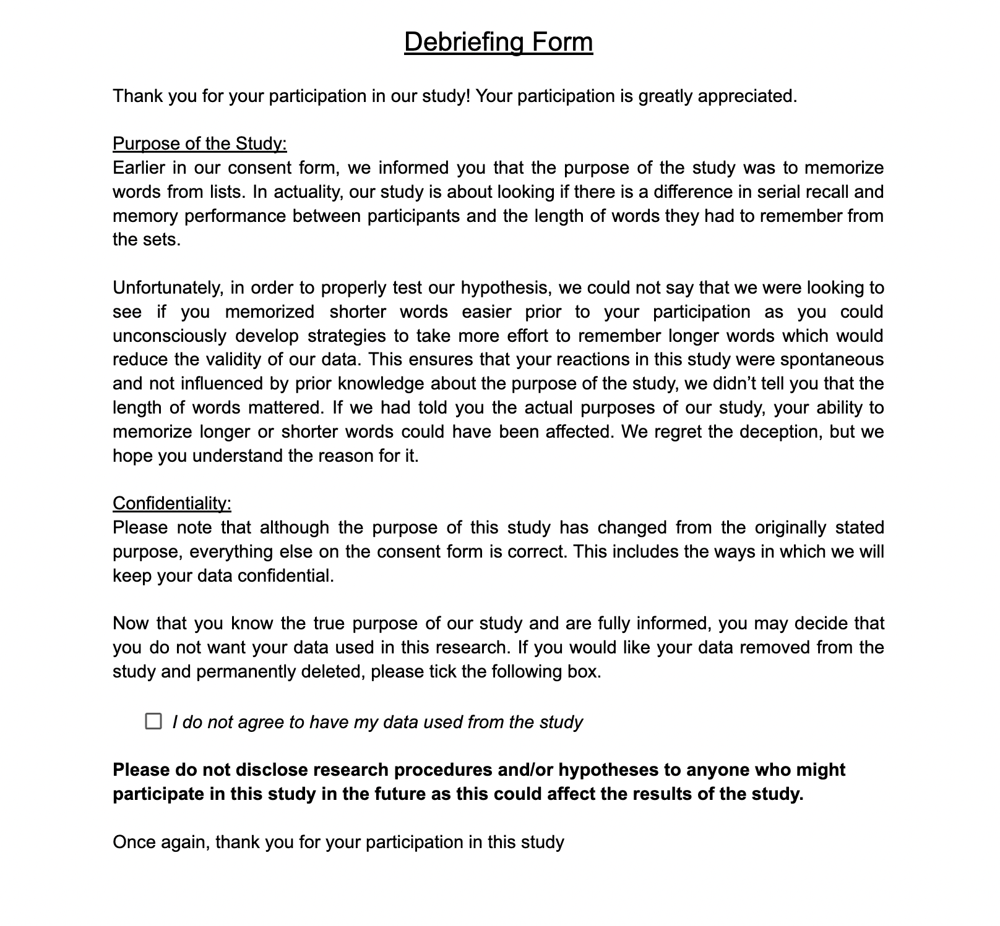 Debriefing Form
Thank you for your participation in our study! Your participation is greatly appreciated.
Purpose of the Study:
Earlier in our consent form, we informed you that the purpose of the study was to memorize
words from lists. In actuality, our study is about looking if there is a difference in serial recall and
memory performance between participants and the length of words they had to remember from
the sets.
Unfortunately, in order to properly test our hypothesis, we could not say that we were looking to
see if you memorized shorter words easier prior to your participation as you could
unconsciously develop strategies to take more effort to remember longer words which would
reduce the validity of our data. This ensures that your reactions in this study were spontaneous
and not influenced by prior knowledge about the purpose of the study, we didn’t tell you that the
length of words mattered. If we had told you the actual purposes of our study, your ability to
memorize longer or shorter words could have been affected. We regret the deception, but we
hope you understand the reason for it.
Confidentiality:
Please note that although the purpose of this study has changed from the originally stated
purpose, everything else on the consent form is correct. This includes the ways in which we will
keep your data confidential.
Now that you know the true purpose of our study and are fully informed, you may decide that
you do not want your data used in this research. If you would like your data removed from the
study and permanently deleted, please tick the following box.
I do not agree to have my data used from the study
Please do not disclose research procedures and/or hypotheses to anyone who might
participate in this study in the future as this could affect the results of the study.
Once again, thank you for your participation in this study